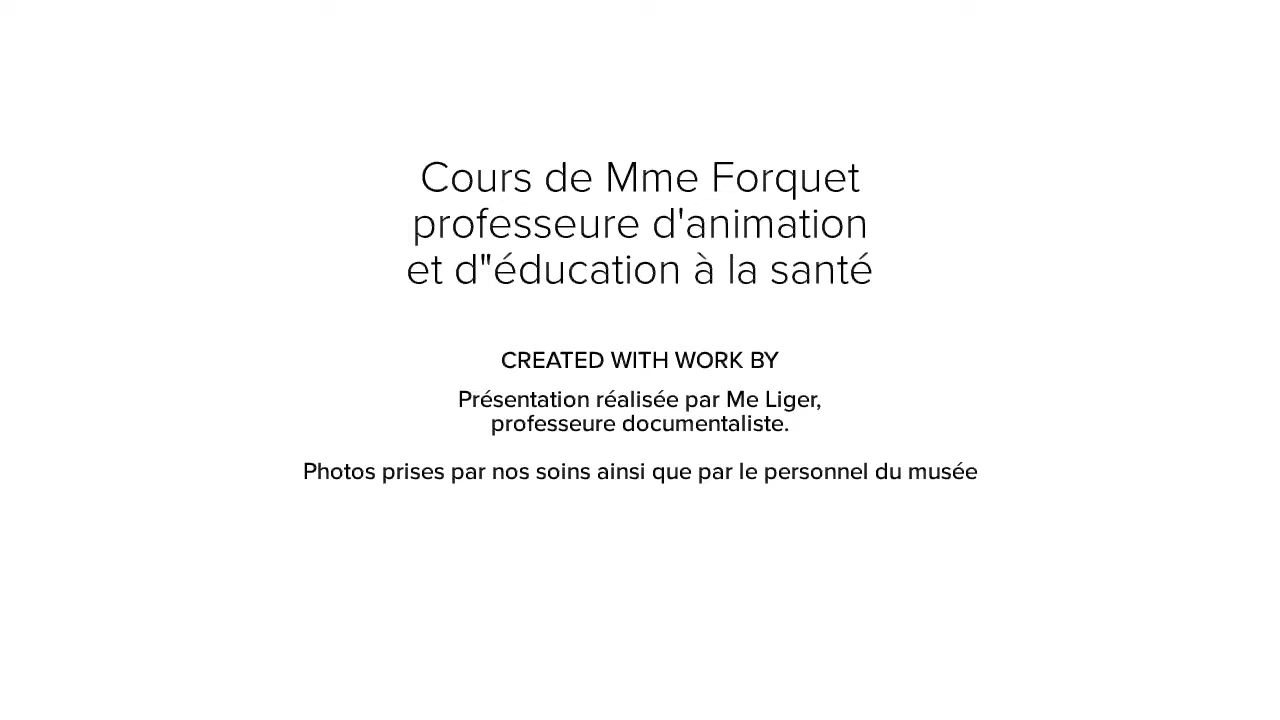 Cours de Mme Forquet
professeure d'animation
et d"éducation à la santé
CREATED WITH WORK BY
Présentation réalisée par Me Liger,
professeure documentaliste.
Photos prises par nos soins ainsi que par le personnel du musée